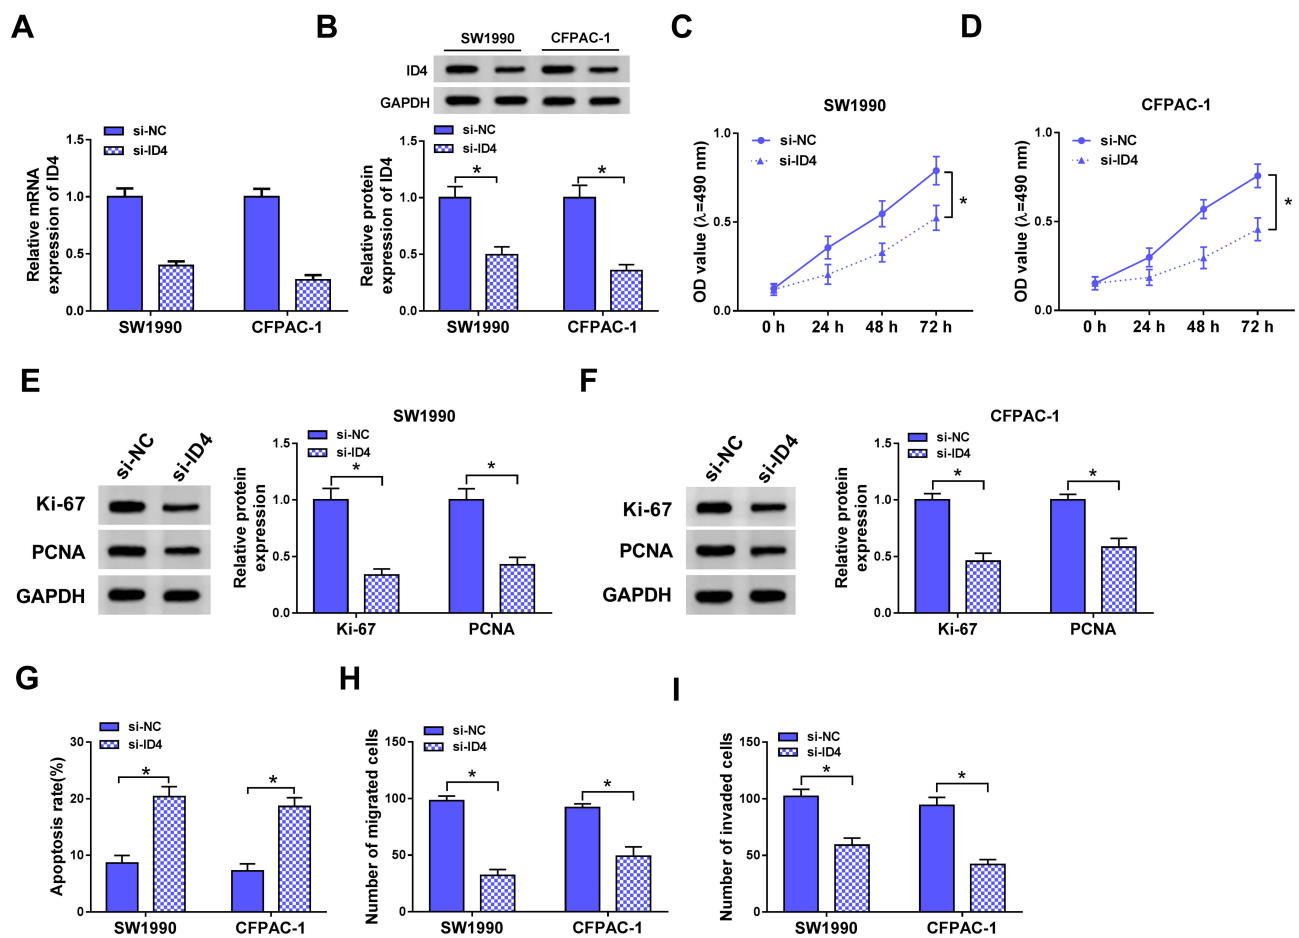 A
Relative mRNA
expression of ID4
1.5
1.0
0.5
0.0
si-NC
si-ID4
SW1990
CFPAC-1
B
SW1990
CFPAC-1
ID4
GAPDH
Relative protein
expression of ID4
1.5
1.0
0.5
0.0
si-NC
si-ID4
*
*
SW1990
CFPAC-1
C
SW1990
OD value (λ=490 nm)
1.0
0.5
0.0
si-NC
si-ID4
*
0 h
24 h
48 h
72 h
D
CFPAC-1
OD value (λ=490 nm)
1.0
0.5
0.0
si-NC
si-ID4
*
0 h
24 h
48 h
72 h
E
si-NC
si-ID4
Ki-67
PCNA
GAPDH
SW1990
Relative protein
expression
1.5
1.0
0.5
0.0
si-NC
si-ID4
*
*
Ki-67
PCNA
F
si-NC
si-ID4
Ki-67
PCNA
GAPDH
CFPAC-1
Relative protein
expression
1.5
1.0
0.5
0.0
si-NC
si-ID4
*
*
Ki-67
PCNA
G
Apoptosis rate(%)
30
20
10
0
si-NC
si-ID4
*
*
SW1990
CFPAC-1
H
Number of migrated cells
150
100
50
0
si-NC
si-ID4
*
*
SW1990
CFPAC-1
I
Number of invaded cells
150
100
50
0
si-NC
si-ID4
*
*
SW1990
CFPAC-1